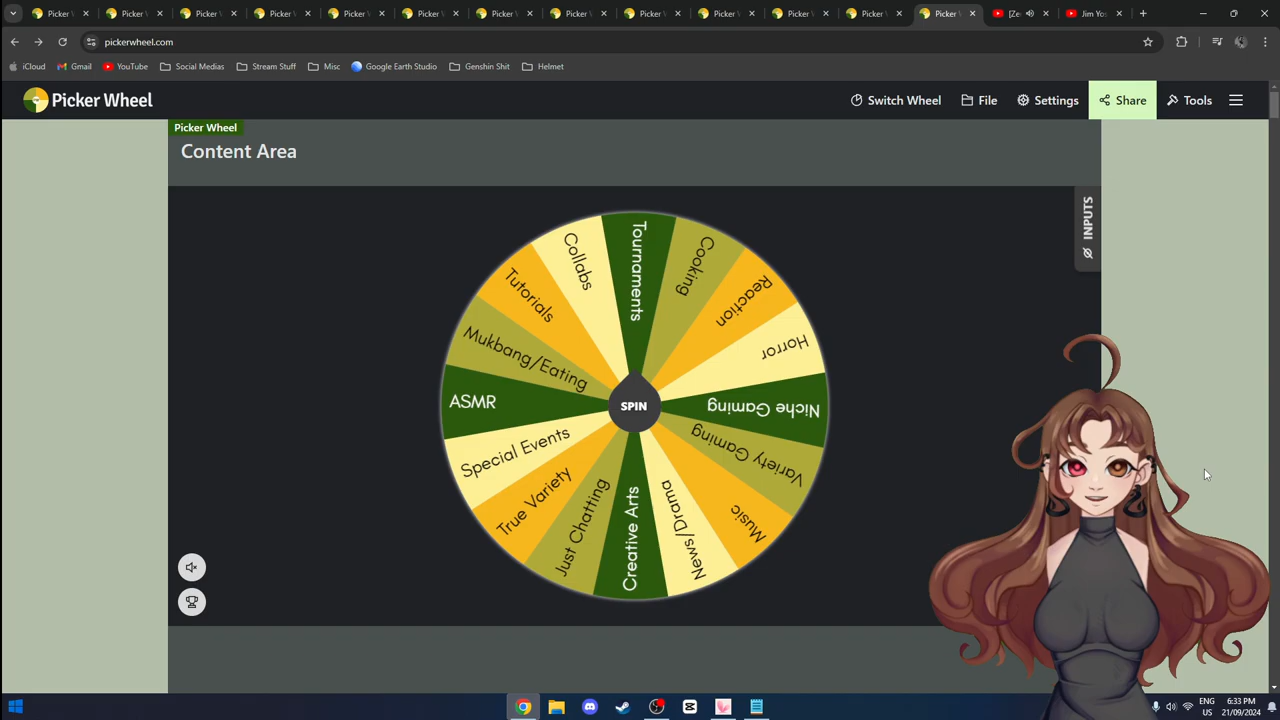 Picker W
Picker W
Picker W
Picker W
Picker W
Picker W
Picker W
Picker W
Picker W
Picker W
Picker W
Picker W
Picker W
[Ze
Jim Yos
pickerwheel.com
iCloud
Gmail
YouTube
Social Medias
Stream Stuff
Misc
Google Earth Studio
Genshin Shit
Helmet
Picker Wheel
Switch Wheel
File
Settings
Share
Tools
Picker Wheel
Content Area
INPUTS
Tournaments
Cooking
Reaction
Horror
Niche Gaming
Variety Gaming
Music
News/Drama
Creative Arts
Just Chatting
True Variety
Special Events
ASMR
Mukbang/Eating
Tutorials
Collabs
SPIN
ENG
US
6:33 PM
21/09/2024